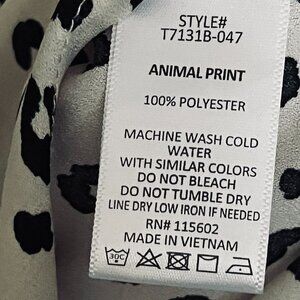 STYLE#
T7131B-047
ANIMAL PRINT
100% POLYESTER
MACHINE WASH COLD
WATER
WITH SIMILAR COLORS
DO NOT BLEACH
DO NOT TUMBLE DRY
LINE DRY LOW IRON IF NEEDED
RN# 115602
MADE IN VIETNAM
30C